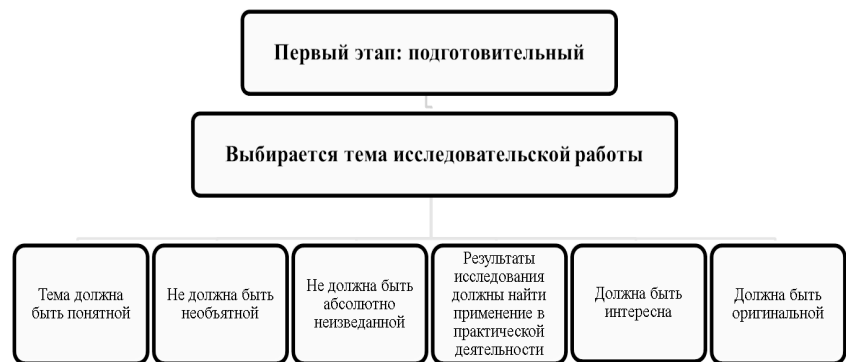 Первый этап: подготовительный
Выбирается тема исследовательской работы
Тема должна
быть понятной
Не должна быть
необъятной
Не должна быть
абсолютно
неизведанной
Результаты
исследования
должны найти
применение в
практической
деятельности
Должна быть
интересна
Должна быть
оригинальной